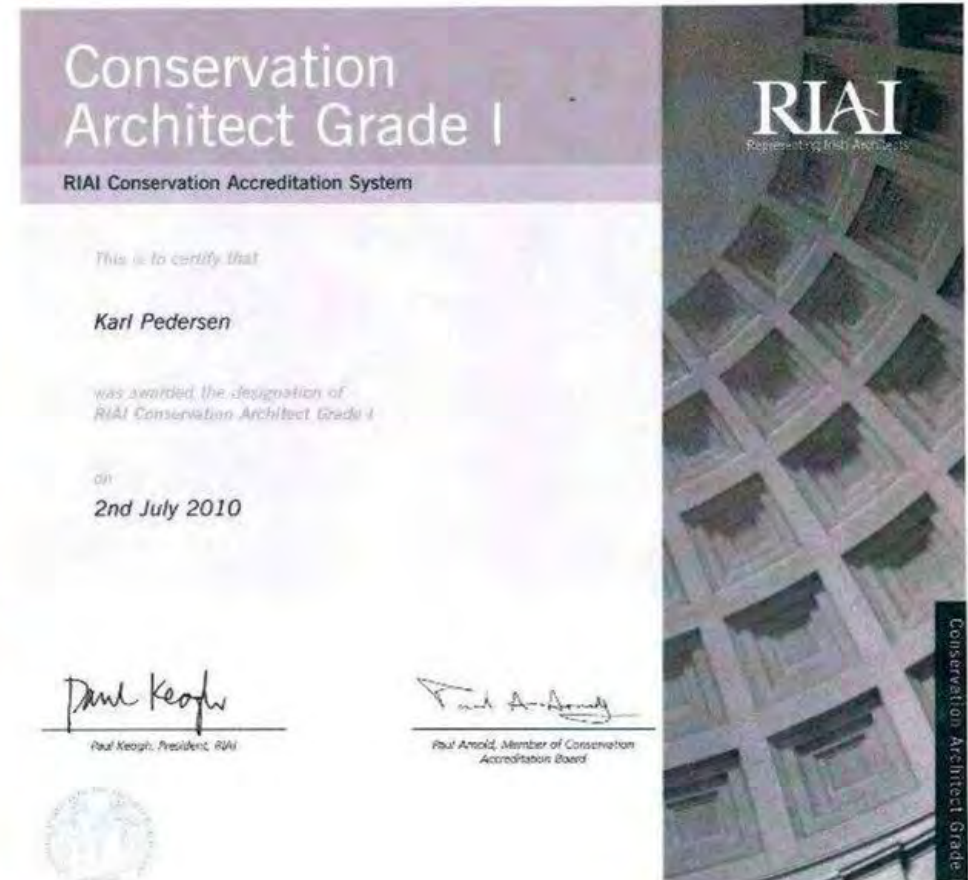 Conservation
Architect Grade I
RIAI Conservation Accreditation System
RIAI
Representing Irish Architects
This is to certify that
Karl Pedersen
was awarded the designation of
RIAI Conservation Architect Grade I
on
2nd July 2010
Paul Keogh
Paul Keogh, President, RIAI
Paul Arnold, Member of Conservation
Accreditation Board
Conservation Architect Grade